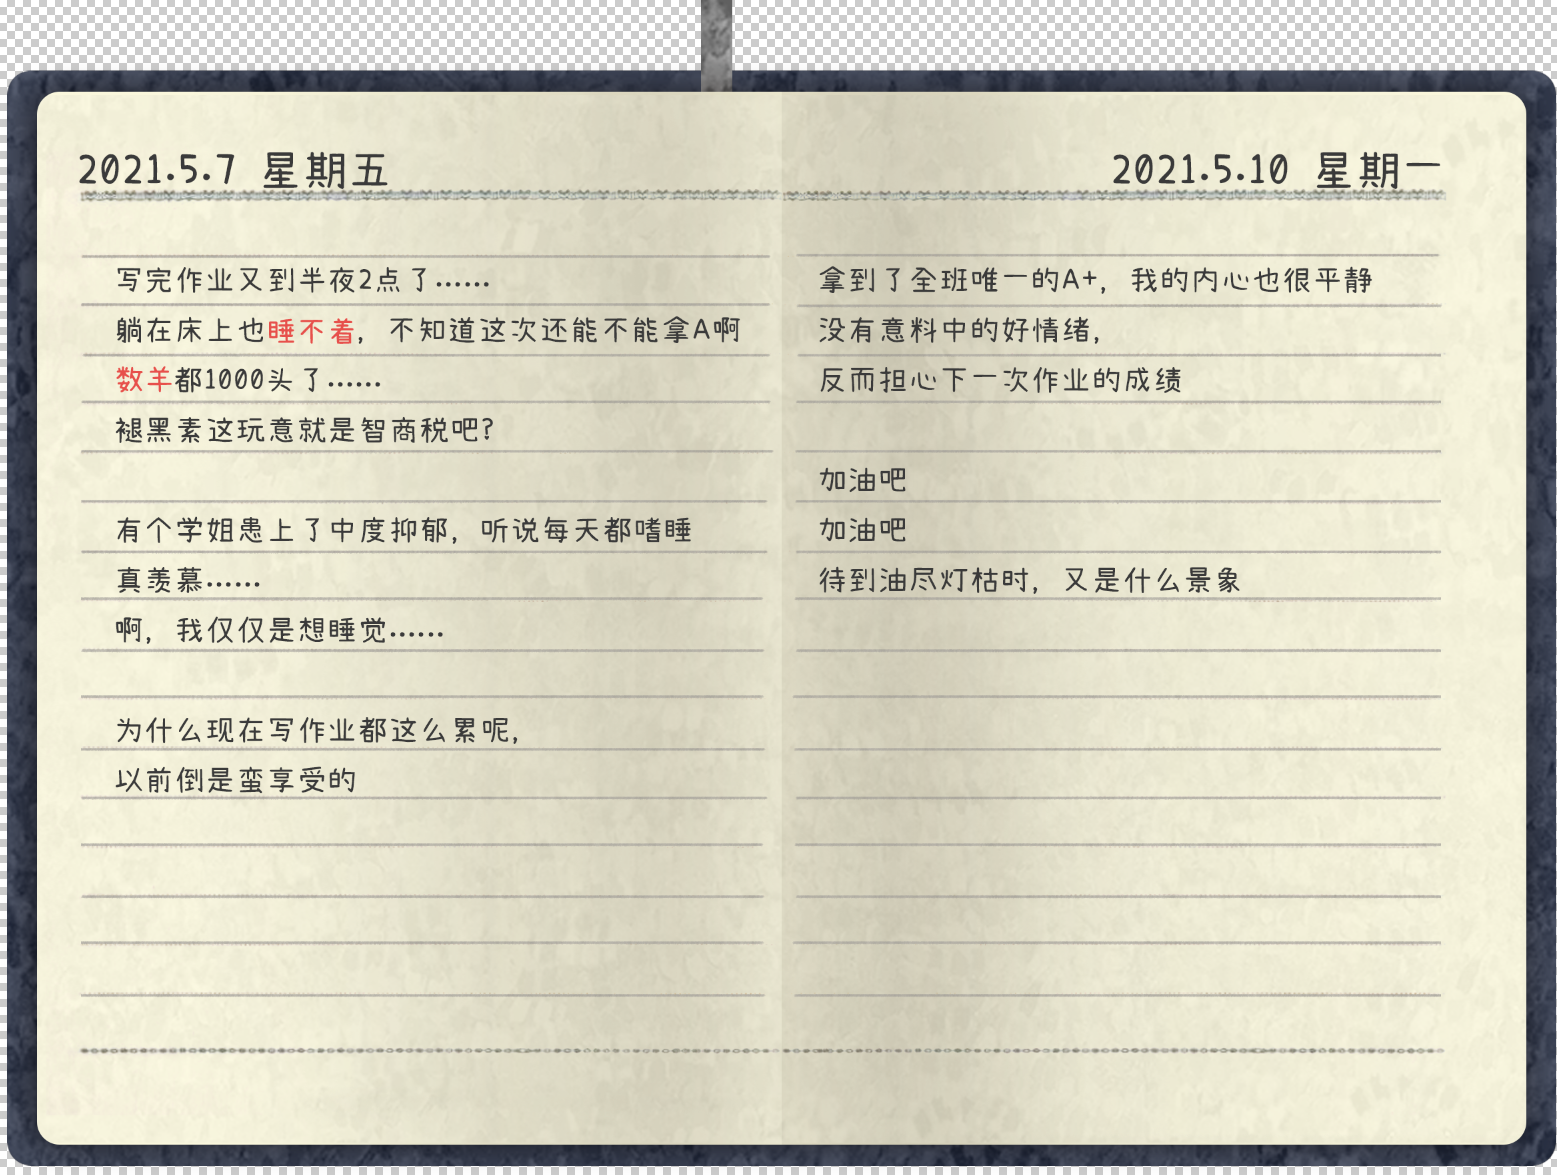 2021.5.7 星期五
写完作业又到半夜2点了……
躺在床上也睡不着，不知道这次还能不能拿A啊
数羊都1000头了……
褪黑素这玩意就是智商税吧?
有个学姐患上了中度抑郁，听说每天都嗜睡
真羡慕……
啊，我仅仅是想睡觉……
为什么现在写作业都这么累呢，
以前倒是蛮享受的
2021.5.10 星期一
拿到了全班唯一的A+，我的内心也很平静
没有意料中的好情绪，
反而担心下一次作业的成绩
加油吧
加油吧
待到油尽灯枯时，又是什么景象